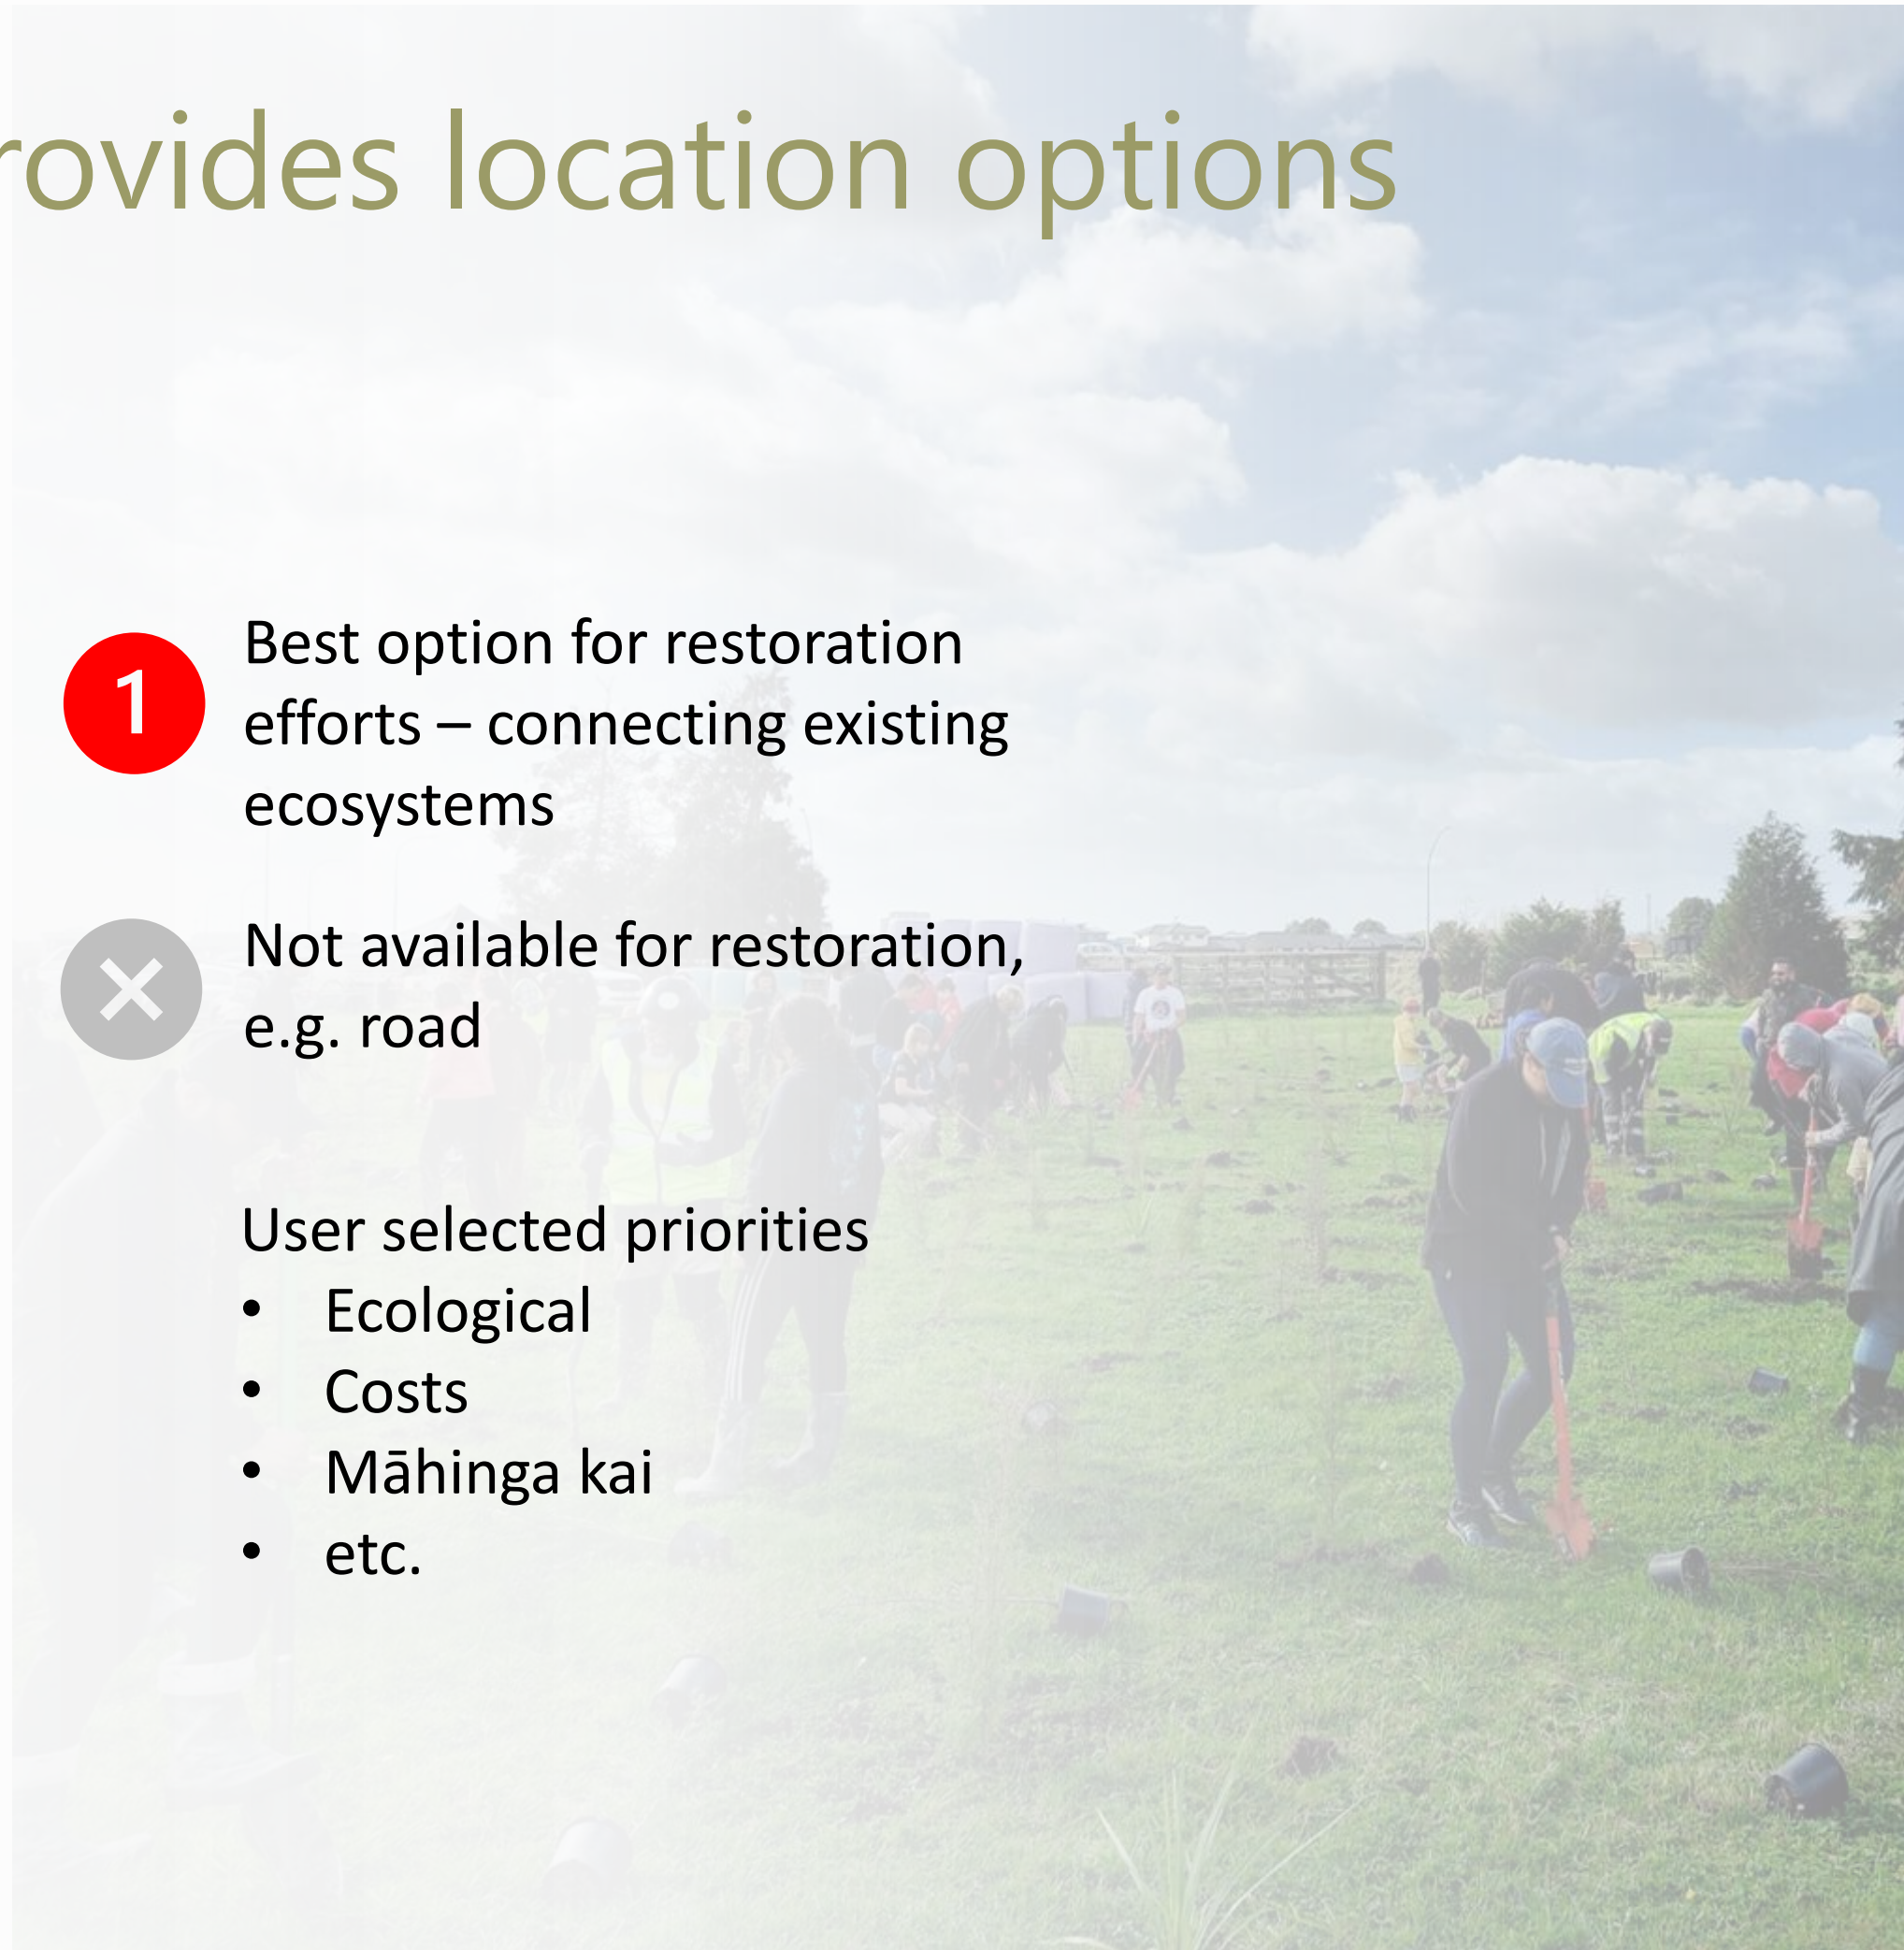 rovides location options
1
Best option for restoration
efforts – connecting existing
ecosystems
Not available for restoration,
e.g. road
User selected priorities
• Ecological
• Costs
• Māhinga kai
• etc.